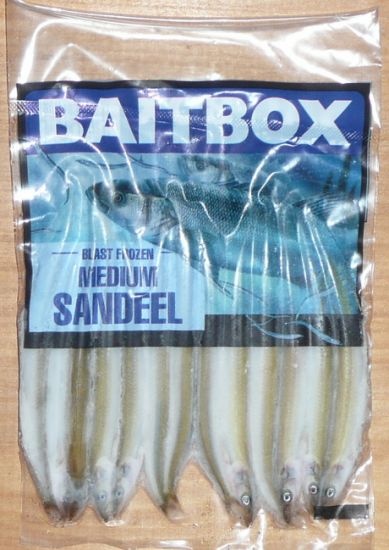 BAITBOX
BLAST FROZEN
MEDIUM
SANDEEL